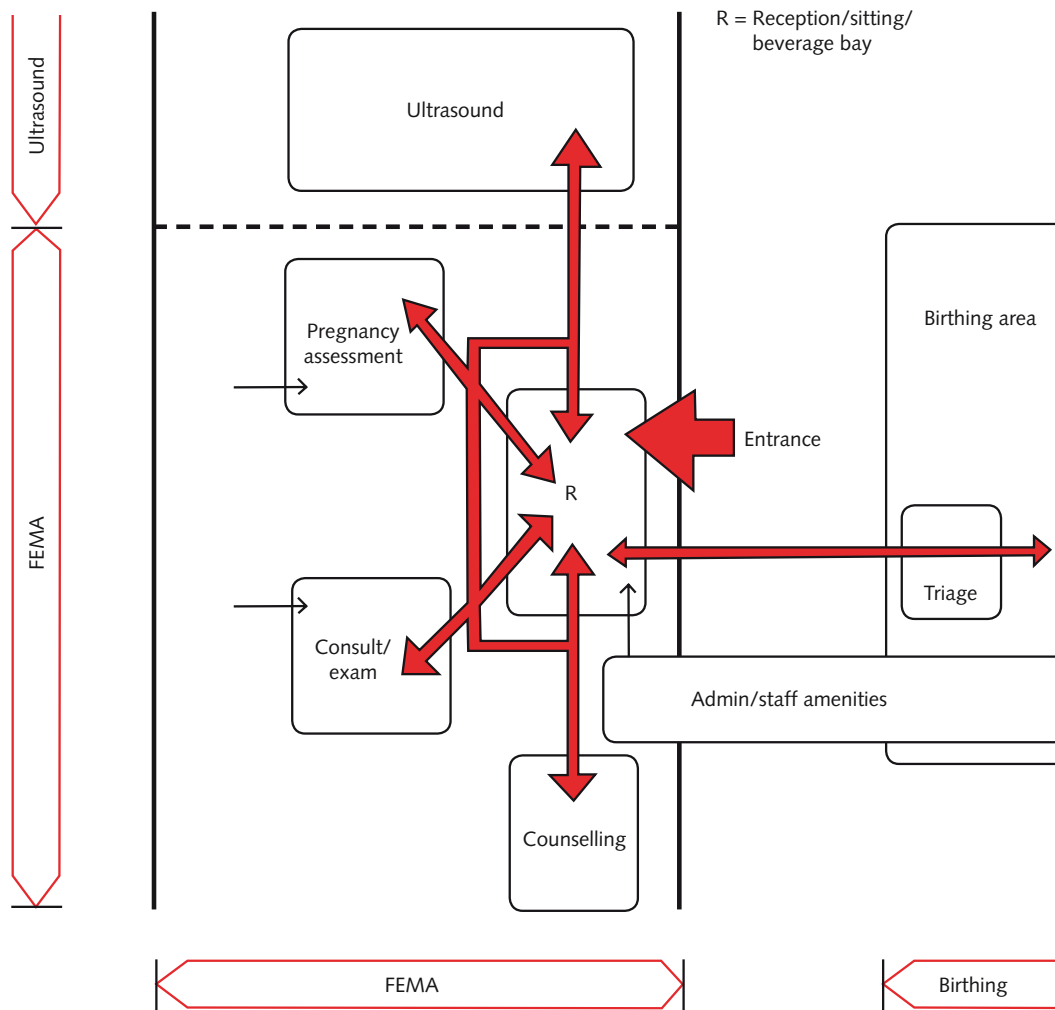 R = Reception/sitting/
beverage bay
Ultrasound
Ultrasound
Pregnancy
assessment
Birthing area
Entrance
R
FEMA
Triage
Consult/
exam
Admin/staff amenities
Counselling
FEMA
Birthing